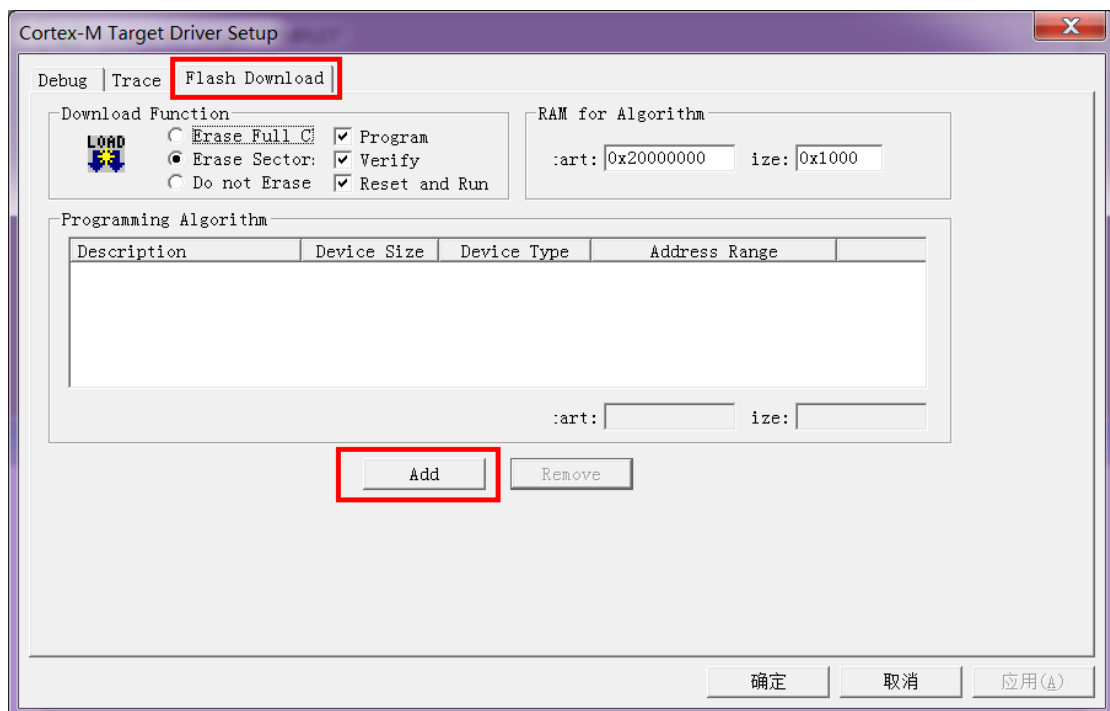 Cortex-M Target Driver Setup
Debug Trace Flash Download
Download Function
LOAD
Erase Full C
Erase Sector
Do not Erase
Program
Verify
Reset and Run
RAM for Algorithm
:art: 0x20000000 ize: 0x1000
Programming Algorithm
Description Device Size Device Type Address Range
:art: ize:
Add Remove
确定 取消 应用(A)